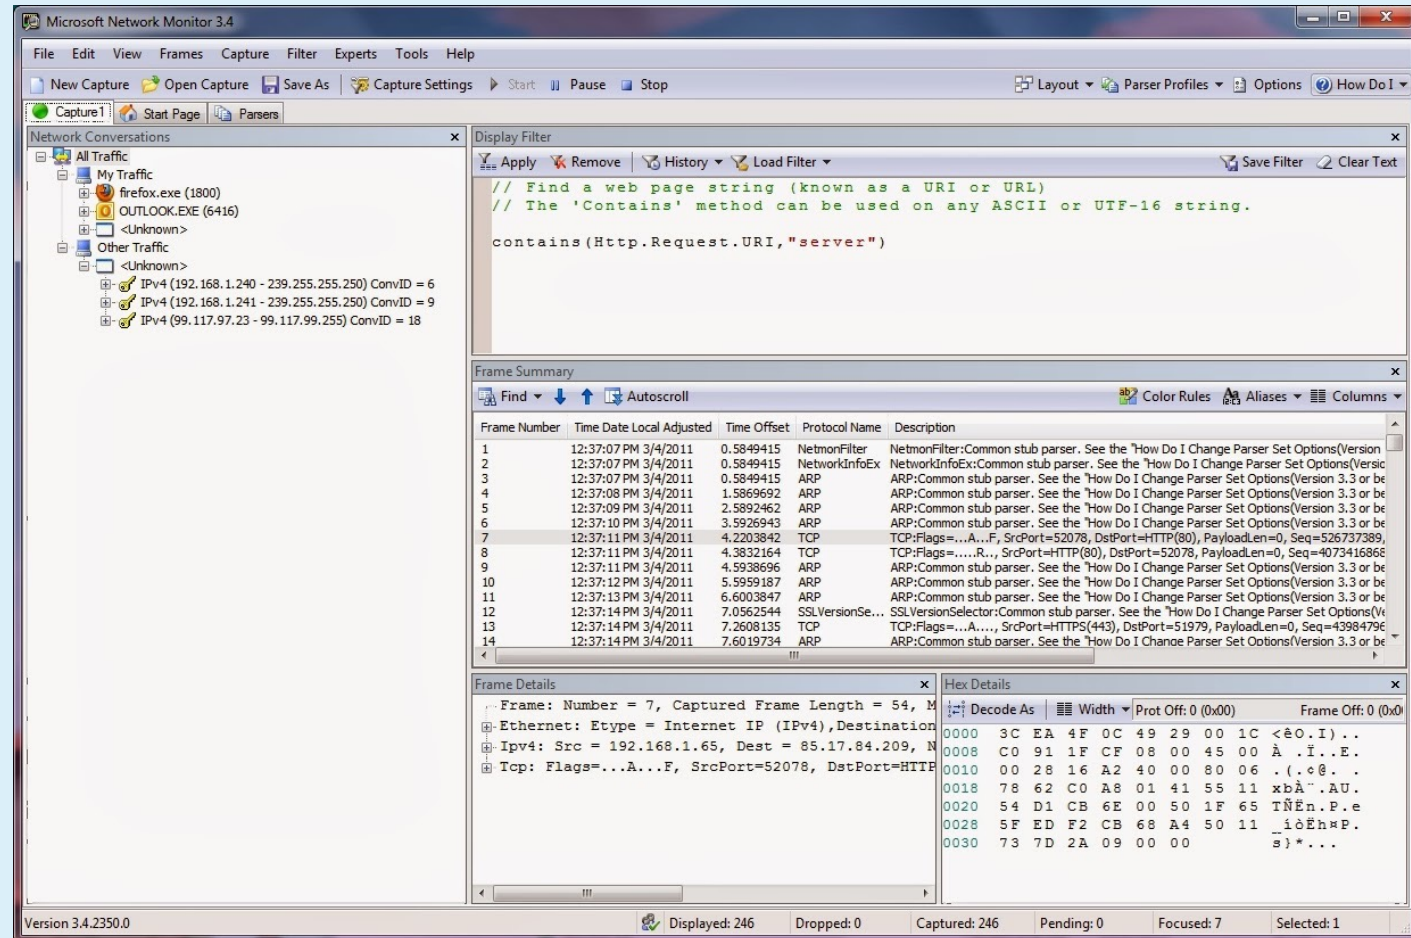 Microsoft Network Monitor 3.4
File Edit View Frames Capture Filter Experts Tools Help
New Capture Open Capture Save As Capture Settings Start Pause Stop Layout Parser Profiles Options How Do I
Capture1 Start Page Parsers
Network Conversations
All Traffic
My Traffic
firefox.exe (1800)
OUTLOOK.EXE (6416)
<Unknown>
Other Traffic
<Unknown>
IPv4 (192.168.1.240 - 239.255.255.250) ConvID = 6
IPv4 (192.168.1.241 - 239.255.255.250) ConvID = 9
IPv4 (99.117.97.23 - 99.117.99.255) ConvID = 18
Display Filter
Apply Remove History Load Filter Save Filter Clear Text
// Find a web page string (known as a URI or URL)
// The 'Contains' method can be used on any ASCII or UTF-16 string.
contains(Http.Request.URI,"server")
Frame Summary
Find Autoscroll Color Rules Aliases Columns
Frame Number Time Date Local Adjusted Time Offset Protocol Name Description
1 12:37:07 PM 3/4/2011 0.5849415 NetmonFilter NetmonFilter:Common stub parser. See the "How Do I Change Parser Set Options(Version
2 12:37:07 PM 3/4/2011 0.5849415 NetworkInfoEx NetworkInfoEx:Common stub parser. See the "How Do I Change Parser Set Options(Versic
3 12:37:07 PM 3/4/2011 0.5849415 ARP ARP:Common stub parser. See the "How Do I Change Parser Set Options(Version 3.3 or be
4 12:37:08 PM 3/4/2011 1.5869692 ARP ARP:Common stub parser. See the "How Do I Change Parser Set Options(Version 3.3 or be
5 12:37:09 PM 3/4/2011 2.5892462 ARP ARP:Common stub parser. See the "How Do I Change Parser Set Options(Version 3.3 or be
6 12:37:10 PM 3/4/2011 3.5926943 ARP ARP:Common stub parser. See the "How Do I Change Parser Set Options(Version 3.3 or be
7 12:37:11 PM 3/4/2011 4.2203842 TCP TCP:Flags=...A...F, SrcPort=52078, DstPort=HTTP(80), PayloadLen=0, Seq=526737389,
8 12:37:11 PM 3/4/2011 4.3832164 TCP TCP:Flags=.....R.., SrcPort=HTTP(80), DstPort=52078, PayloadLen=0, Seq=4073416868
9 12:37:11 PM 3/4/2011 4.5938696 ARP ARP:Common stub parser. See the "How Do I Change Parser Set Options(Version 3.3 or be
10 12:37:12 PM 3/4/2011 5.5959187 ARP ARP:Common stub parser. See the "How Do I Change Parser Set Options(Version 3.3 or be
11 12:37:13 PM 3/4/2011 6.6003847 ARP ARP:Common stub parser. See the "How Do I Change Parser Set Options(Version 3.3 or be
12 12:37:14 PM 3/4/2011 7.0562544 SSLVersionSe... SSLVersionSelector:Common stub parser. See the "How Do I Change Parser Set Options(Ve
13 12:37:14 PM 3/4/2011 7.2608135 TCP TCP:Flags=...A...., SrcPort=HTTPS(443), DstPort=51979, PayloadLen=0, Seq=43984796
14 12:37:14 PM 3/4/2011 7.6019734 ARP ARP:Common stub parser. See the "How Do I Change Parser Set Options(Version 3.3 or be
Frame Details
Frame: Number = 7, Captured Frame Length = 54, M
Ethernet: Etype = Internet IP (IPv4),Destination
Ipv4: Src = 192.168.1.65, Dest = 85.17.84.209, N
Tcp: Flags=...A...F, SrcPort=52078, DstPort=HTTP
Hex Details
Decode As Width Prot Off: 0 (0x00) Frame Off: 0 (0x0
0000 3C EA 4F 0C 49 29 00 1C <êO.I)..
0008 C0 91 1F CF 08 00 45 00 À .Ï..E.
0010 00 28 16 A2 40 00 80 06 .(.¢@. .
0018 78 62 C0 A8 01 41 55 11 xbÀ¨.AU.
0020 54 D1 CB 6E 00 50 1F 65 TÑËn.P.e
0028 5F ED F2 CB 68 A4 50 11 _íòËh¤P.
0030 73 7D 2A 09 00 00 s}*...
Version 3.4.2350.0 Displayed: 246 Dropped: 0 Captured: 246 Pending: 0 Focused: 7 Selected: 1